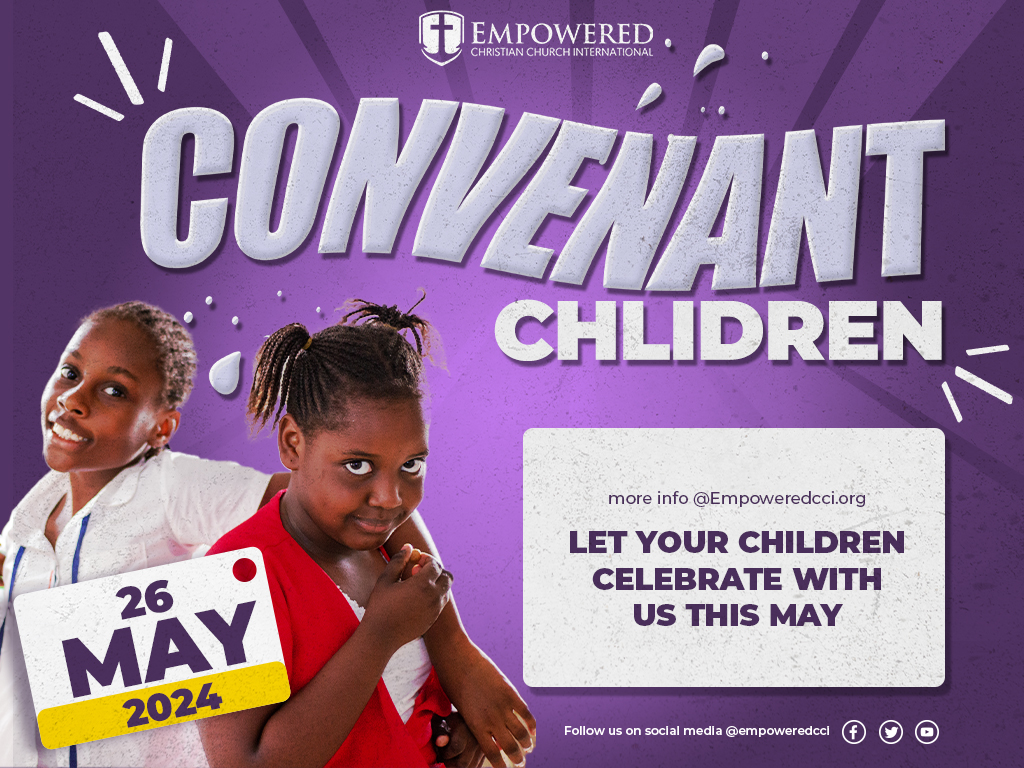 EMPOWERED
CHRISTIAN CHURCH INTERNATIONAL
CONVENANT
CHLIDREN
more info @Empoweredcci.org
LET YOUR CHILDREN
CELEBRATE WITH
US THIS MAY
26
MAY
2024
Follow us on social media @empoweredcci